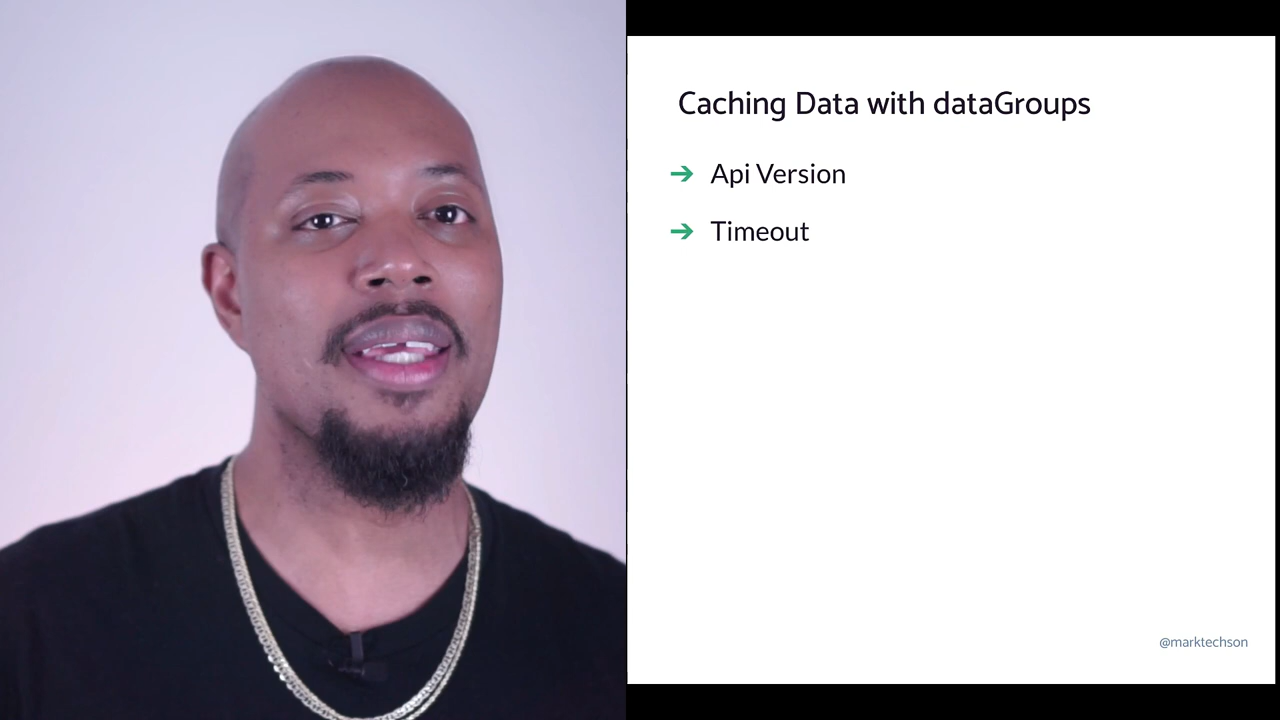 Caching Data with dataGroups
➔ Api Version
➔ Timeout
@marktechson